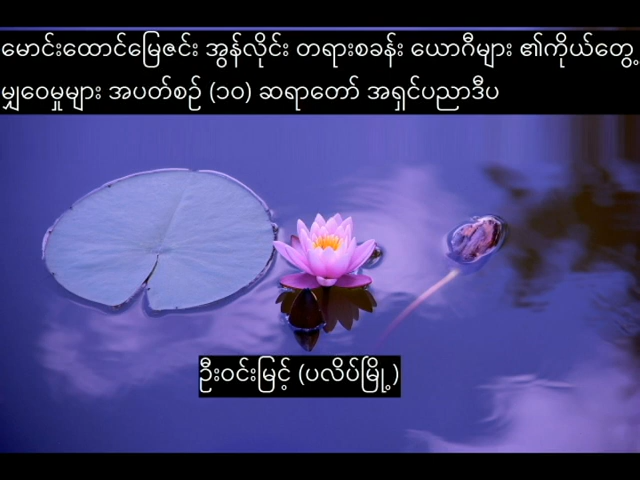 မောင်းထောင်မြေဇင်း အွန်လိုင်း တရားစခန်း ယောဂီများ ၏ကိုယ်တွေ့
မျှဝေမှုများ အပတ်စဉ် (၁၀) ဆရာတော် အရှင်ပညာဒီပ
ဦးဝင်းမြင့် (ပလိပ်မြို့)